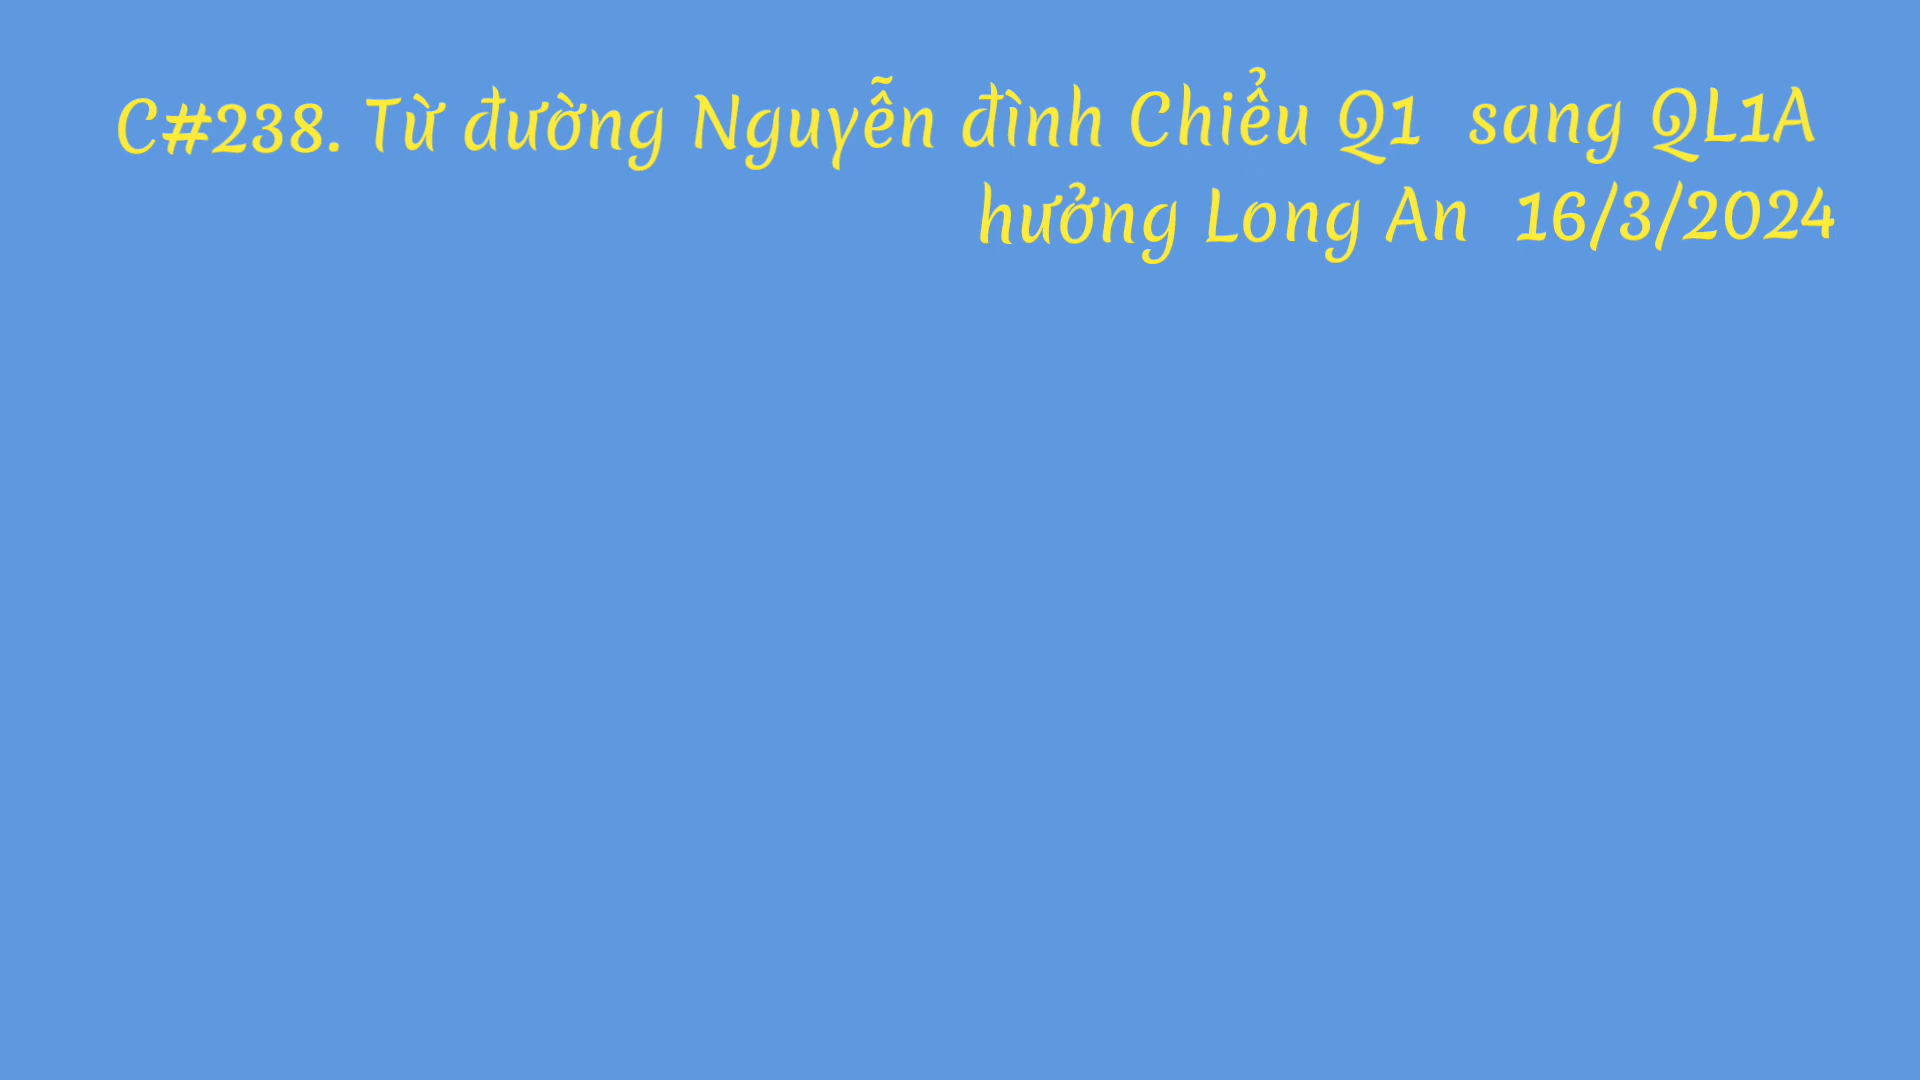 C#238. Từ đường Nguyễn đình Chiểu Q1 sang QL1A
hưởng Long An 16/3/2024